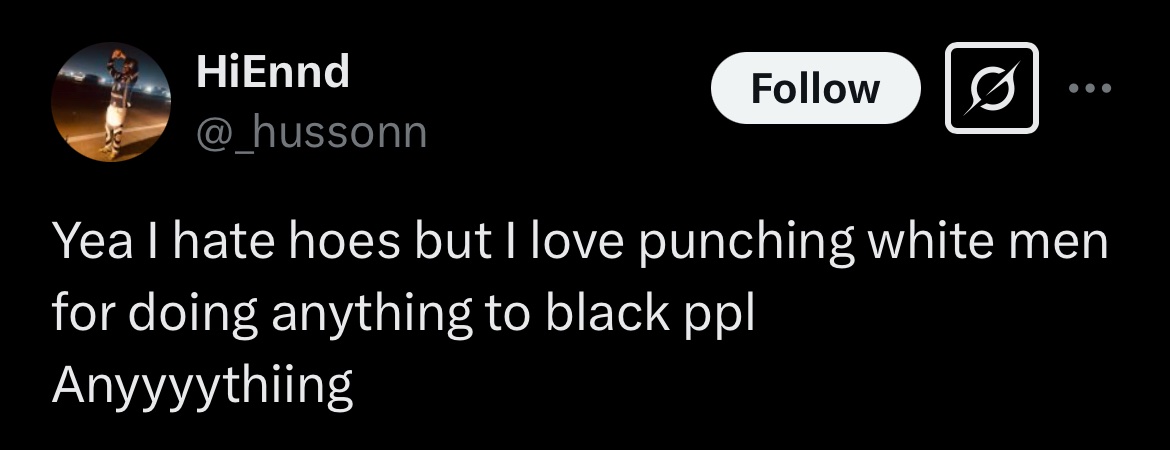 HiEnnd
Follow
@_hussonn
Yea I hate hoes but I love punching white men
for doing anything to black ppl
Anyyyythiing